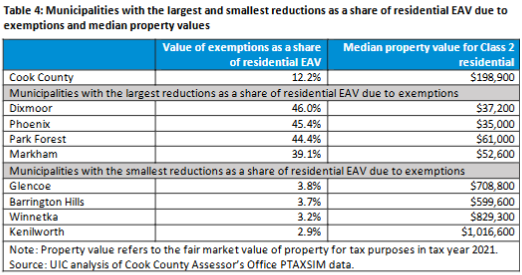 Table 4: Municipalities with the largest and smallest reductions as a share of residential EAV due to
exemptions and median property values
Value of exemptions as a share of residential EAV | Median property value for Class 2 residential
Cook County 12.2% $198,900
Municipalities with the largest reductions as a share of residential EAV due to exemptions
Dixmoor 46.0% $37,200
Phoenix 45.4% $35,000
Park Forest 44.4% $61,000
Markham 39.1% $52,600
Municipalities with the smallest reductions as a share of residential EAV due to exemptions
Glencoe 3.8% $708,800
Barrington Hills 3.7% $599,600
Winnetka 3.2% $829,300
Kenilworth 2.9% $1,016,600
Note: Property value refers to the fair market value of property for tax purposes in tax year 2021.
Source: UIC analysis of Cook County Assessor's Office PTAXSIM data.